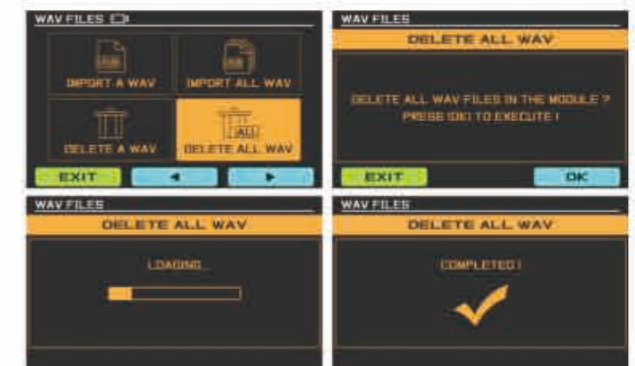 WAV FILES
IMPORT A WAV
IMPORT ALL WAV
DELETE A WAV
ALL
DELETE ALL WAV
EXIT
WAV FILES
DELETE ALL WAV
DELETE ALL WAV FILES IN THE MODULE ?
PRESS [OK] TO EXECUTE !
EXIT
OK
WAV FILES
DELETE ALL WAV
LOADING...
WAV FILES
DELETE ALL WAV
COMPLETED !